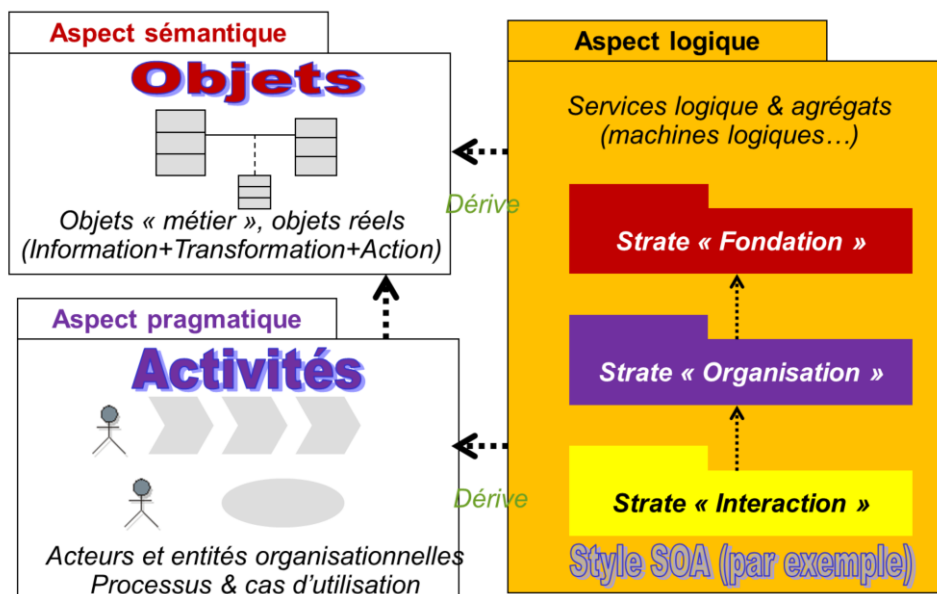 Aspect sémantique
Objets
Objets « métier », objets réels
(Information+Transformation+Action)
Aspect pragmatique
Activités
Acteurs et entités organisationnelles
Processus & cas d’utilisation
Dérive
Dérive
Aspect logique
Services logique & agrégats
(machines logiques…)
Strate « Fondation »
Strate « Organisation »
Strate « Interaction »
Style SOA (par exemple)